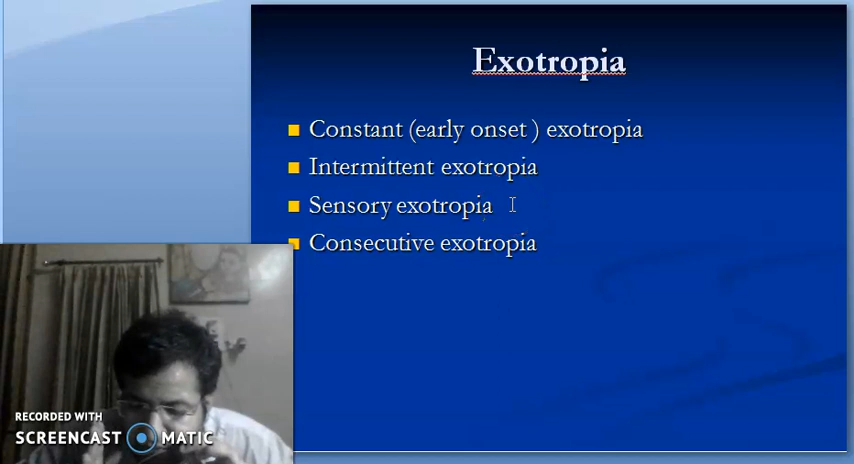 Exotropia
Constant (early onset ) exotropia
Intermittent exotropia
Sensory exotropia
Consecutive exotropia
RECORDED WITH
SCREENCAST MATIC